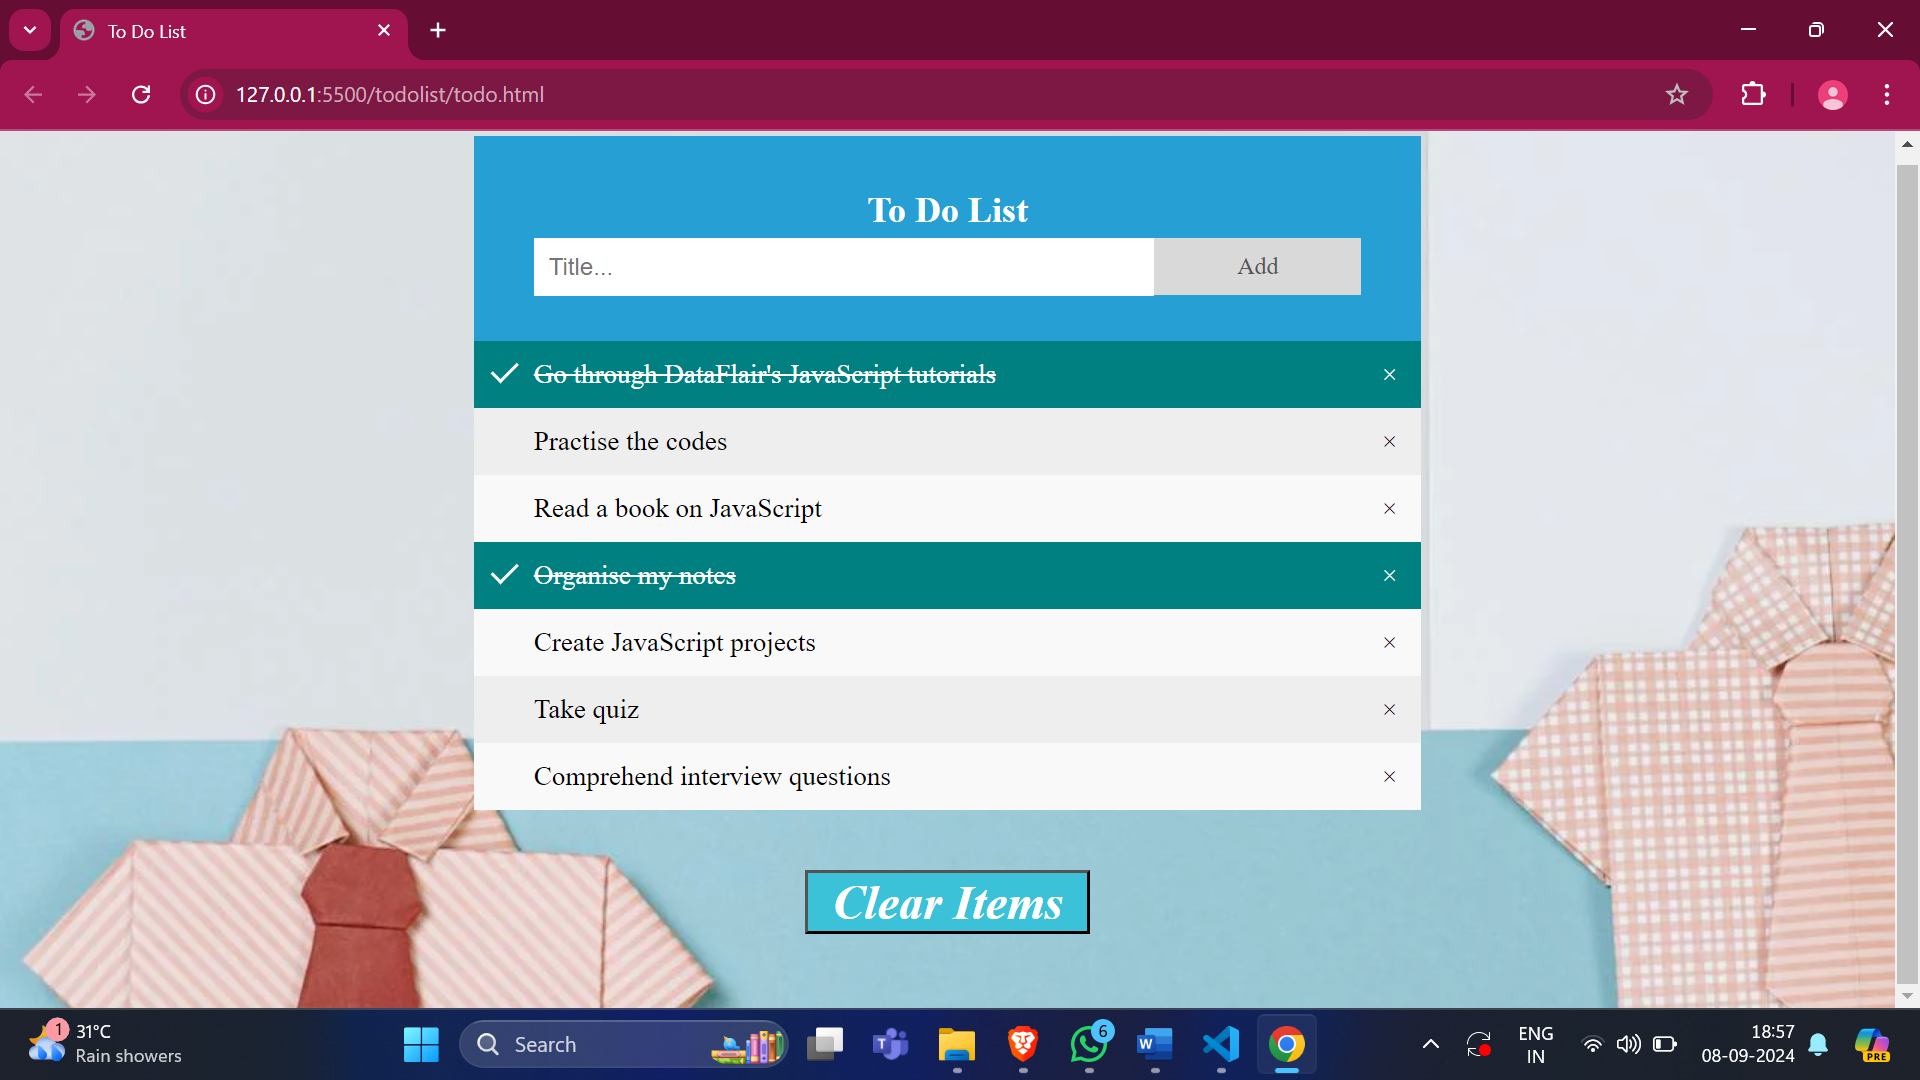 To Do List
127.0.0.1:5500/todolist/todo.html
To Do List
Title...
Add
Go through DataFlair's JavaScript tutorials
Practise the codes
Read a book on JavaScript
Organise my notes
Create JavaScript projects
Take quiz
Comprehend interview questions
Clear Items
1
31°C
Rain showers
Search
T
6
W
ENG
IN
18:57
08-09-2024
PRE